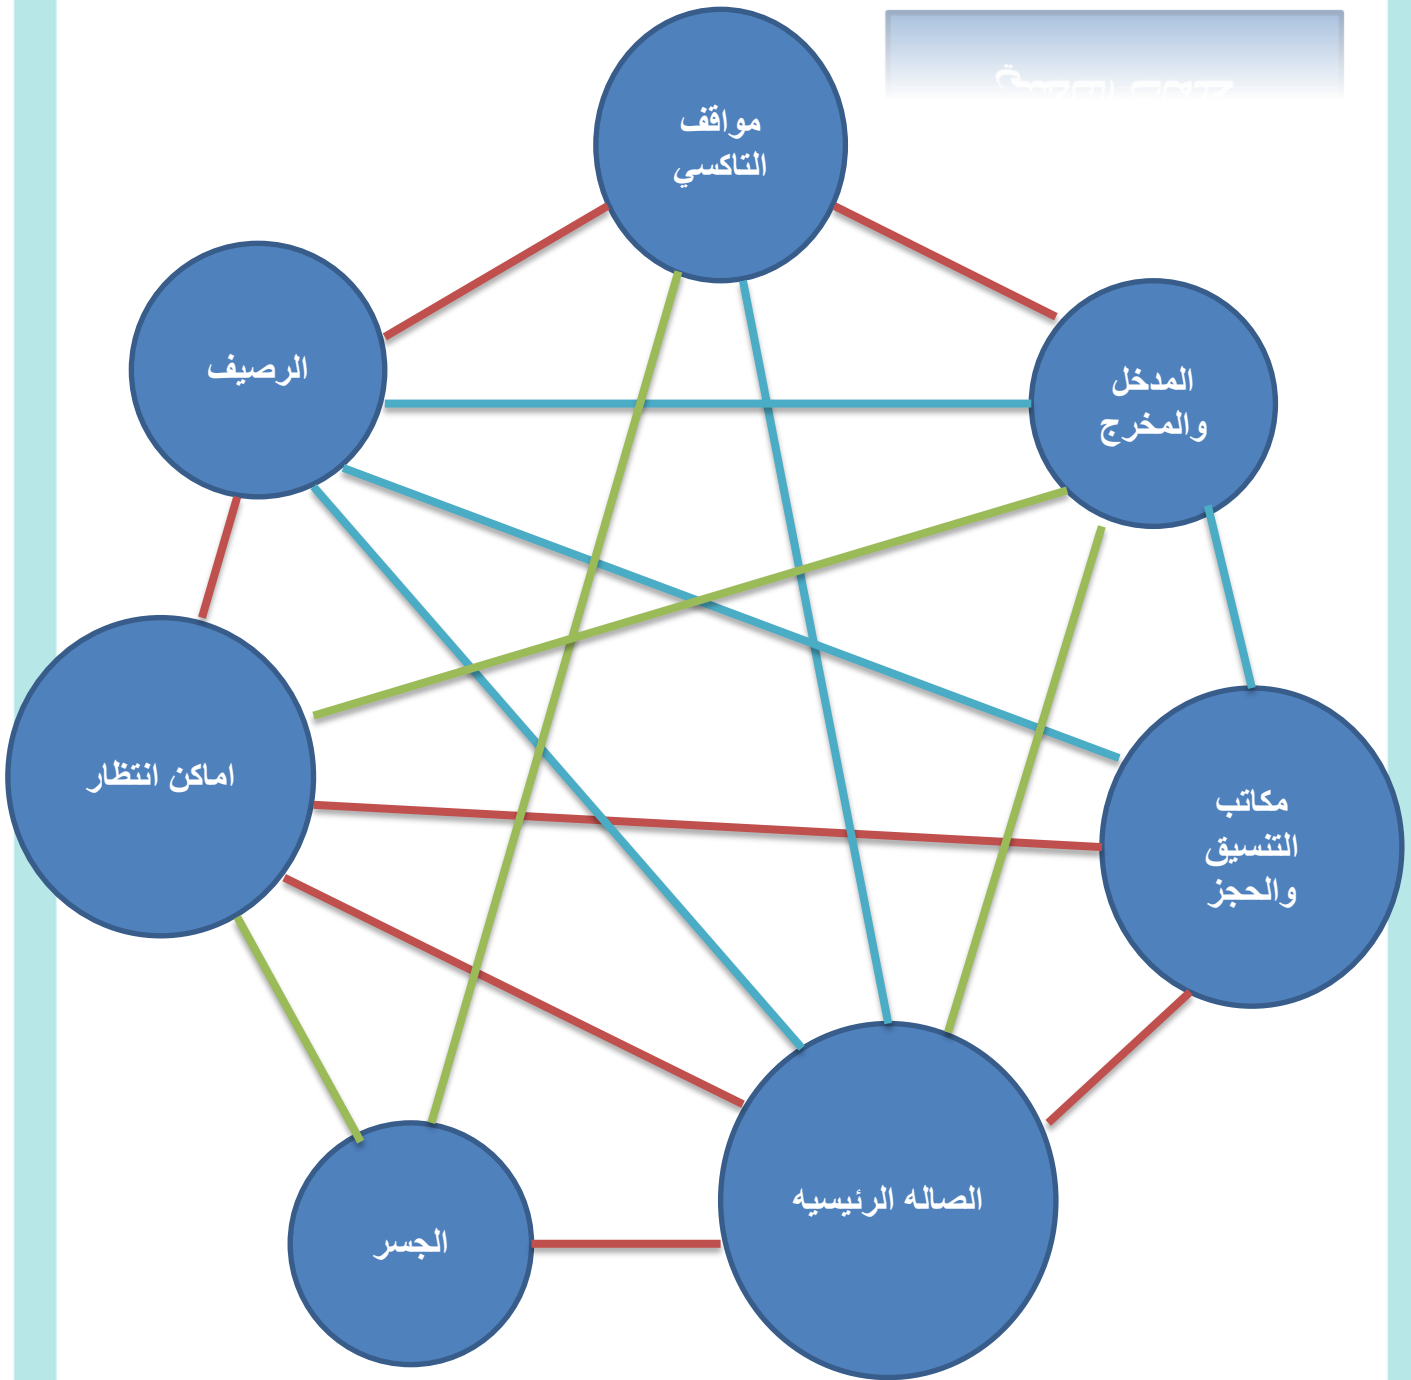 مواقف
التاكسي
المدخل
والمخرج
الرصيف
اماكن انتظار
مكاتب
التنسيق
والحجز
الصاله الرئيسيه
الجسر